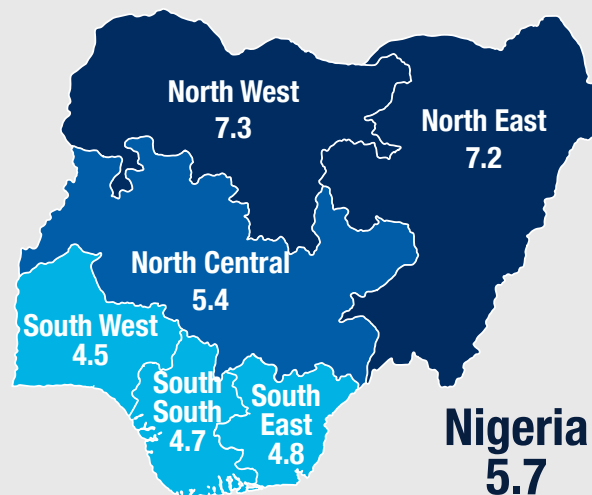 North West
7.3
North East
7.2
North Central
5.4
South West
4.5
South
South
4.7
South
East
4.8
Nigeria
5.7